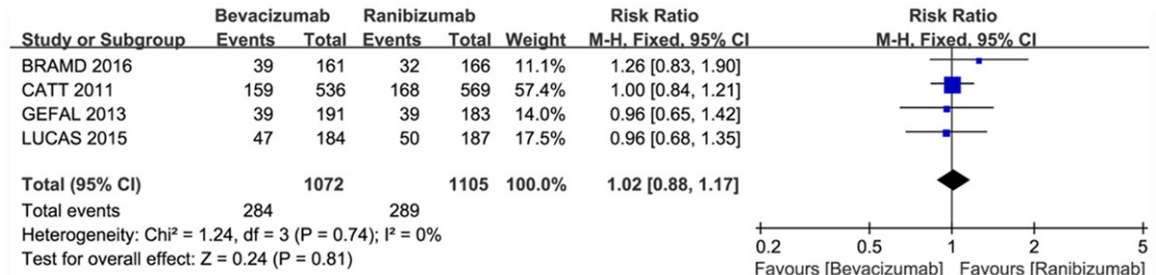 Bevacizumab Ranibizumab Risk Ratio Risk Ratio
Study or Subgroup Events Total Events Total Weight M-H, Fixed, 95% CI M-H, Fixed, 95% CI
BRAMD 2016 39 161 32 166 11.1% 1.26 [0.83, 1.90]
CATT 2011 159 536 168 569 57.4% 1.00 [0.84, 1.21]
GEFAL 2013 39 191 39 183 14.0% 0.96 [0.65, 1.42]
LUCAS 2015 47 184 50 187 17.5% 0.96 [0.68, 1.35]
Total (95% CI) 1072 1105 100.0% 1.02 [0.88, 1.17]
Total events 284 289
Heterogeneity: Chi² = 1.24, df = 3 (P = 0.74); I² = 0%
Test for overall effect: Z = 0.24 (P = 0.81)
0.2 0.5 1 2 5
Favours [Bevacizumab] Favours [Ranibizumab]